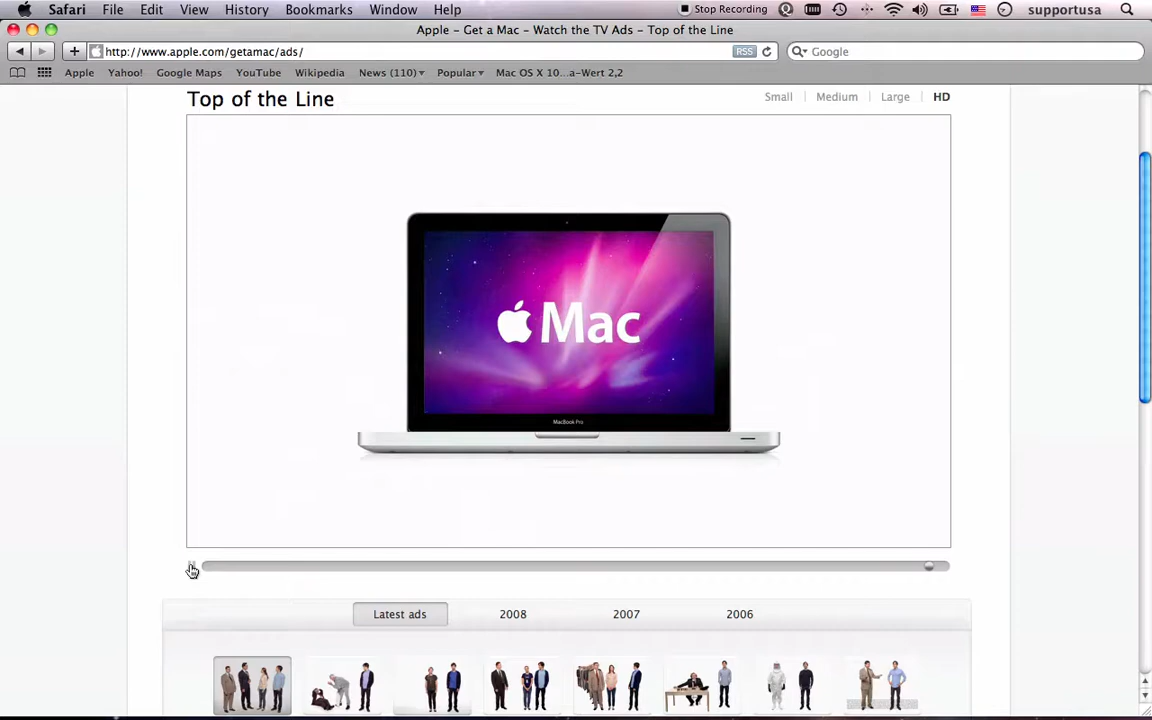 Safari File Edit View History Bookmarks Window Help Stop Recording supportusa
Apple – Get a Mac – Watch the TV Ads – Top of the Line
http://www.apple.com/getamac/ads/ RSS Google
Apple Yahoo! Google Maps YouTube Wikipedia News (110) Popular Mac OS X 10...a-Wert 2,2
Top of the Line Small Medium Large HD
Mac
MacBook Pro
Latest ads 2008 2007 2006